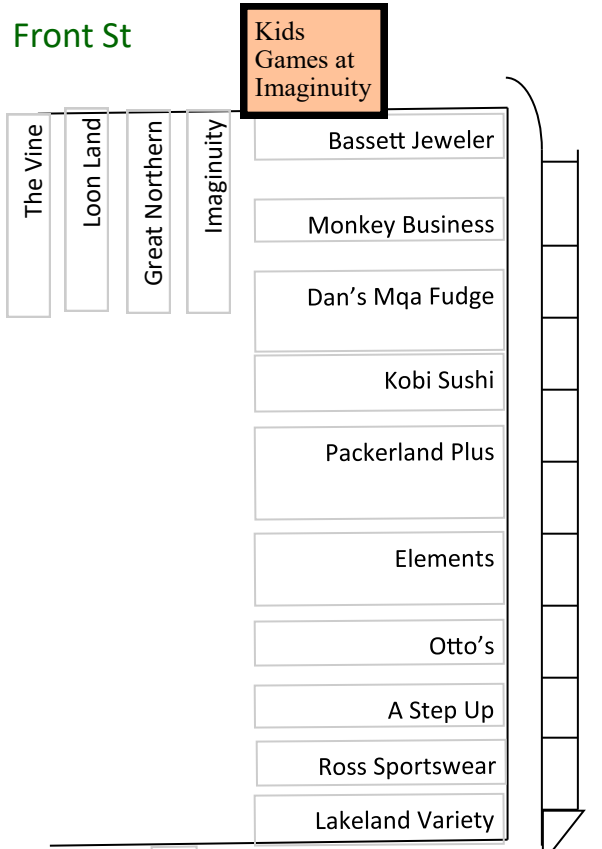 Front St
Kids
Games at
Imaginuity
The Vine
Loon Land
Great Northern
Imaginuity
Bassett Jeweler
Monkey Business
Dan's Mqa Fudge
Kobi Sushi
Packerland Plus
Elements
Otto's
A Step Up
Ross Sportswear
Lakeland Variety